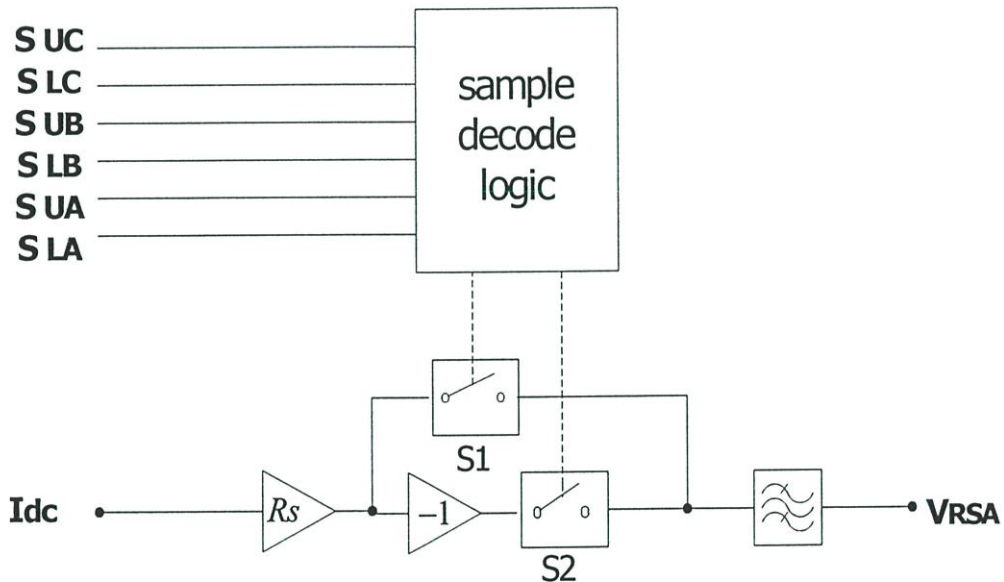 S UC
S LC
S UB
S LB
S UA
S LA
sample
decode
logic
S1
Idc
Rs
−1
S2
VRSA